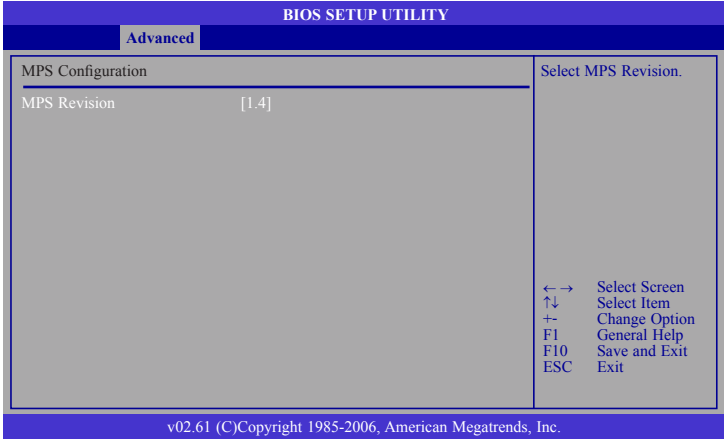 BIOS SETUP UTILITY
Advanced
MPS Configuration
MPS Revision [1.4]
Select MPS Revision.
←→ Select Screen
↑↓ Select Item
+- Change Option
F1 General Help
F10 Save and Exit
ESC Exit
v02.61 (C)Copyright 1985-2006, American Megatrends, Inc.